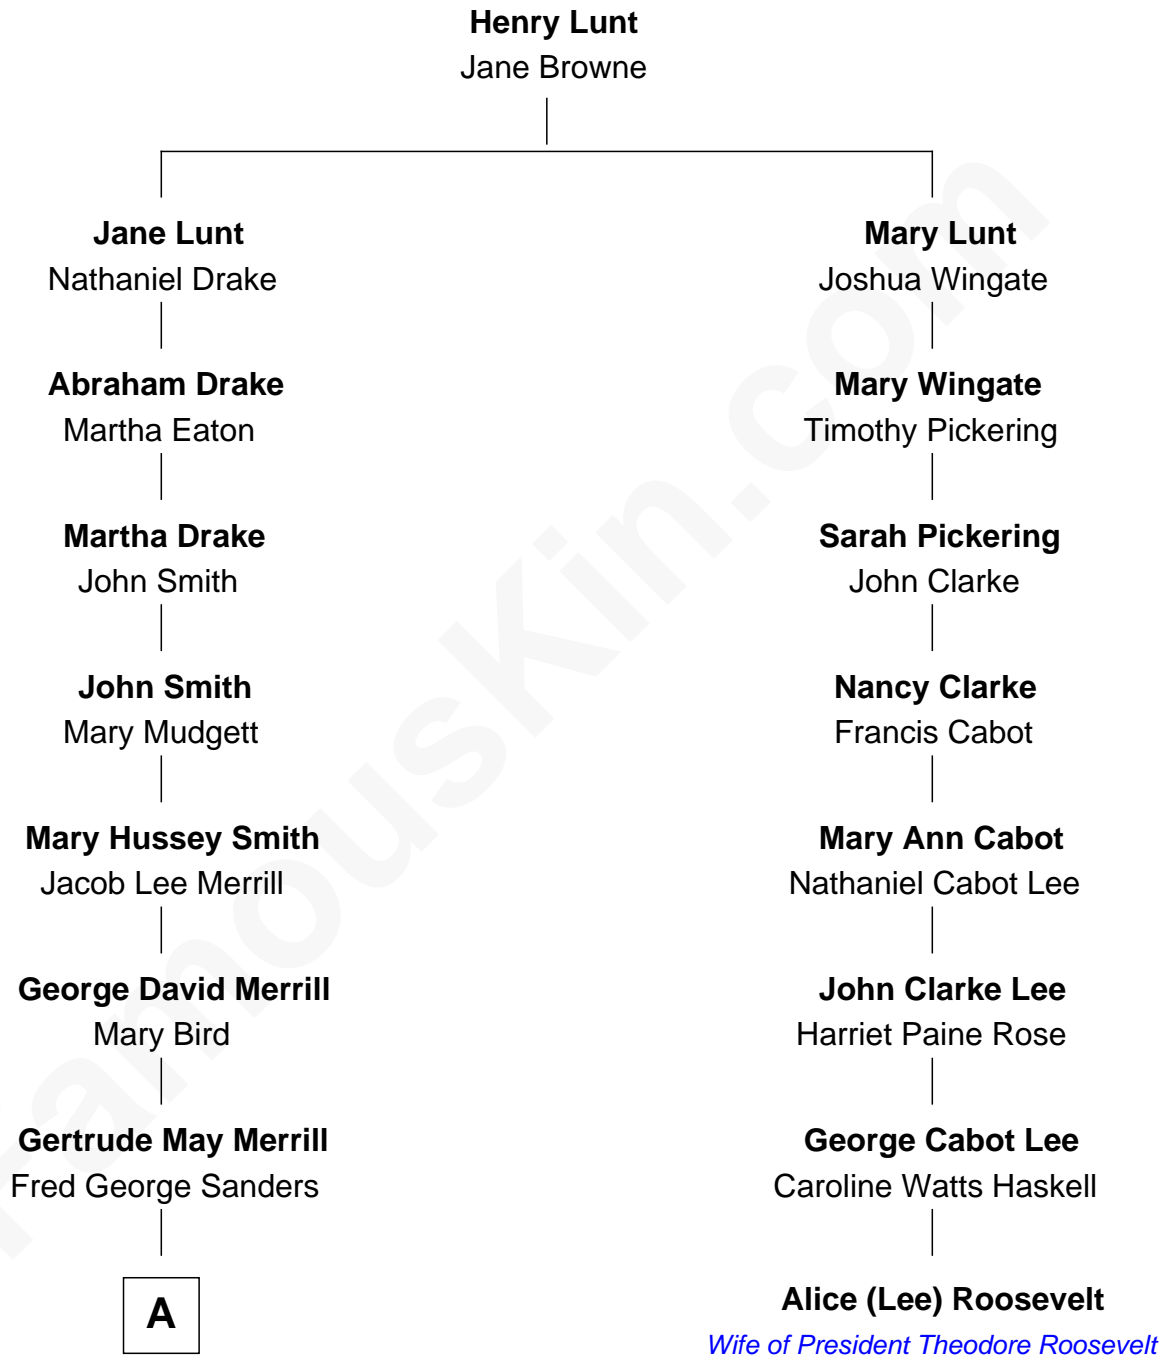 Henry Lunt
Jane Browne
Jane Lunt
Nathaniel Drake
Abraham Drake
Martha Eaton
Martha Drake
John Smith
John Smith
Mary Mudgett
Mary Hussey Smith
Jacob Lee Merrill
George David Merrill
Mary Bird
Gertrude May Merrill
Fred George Sanders
A
Mary Lunt
Joshua Wingate
Mary Wingate
Timothy Pickering
Sarah Pickering
John Clarke
Nancy Clarke
Francis Cabot
Mary Ann Cabot
Nathaniel Cabot Lee
John Clarke Lee
Harriet Paine Rose
George Cabot Lee
Caroline Watts Haskell
Alice (Lee) Roosevelt
Wife of President Theodore Roosevelt
FamousKin.com